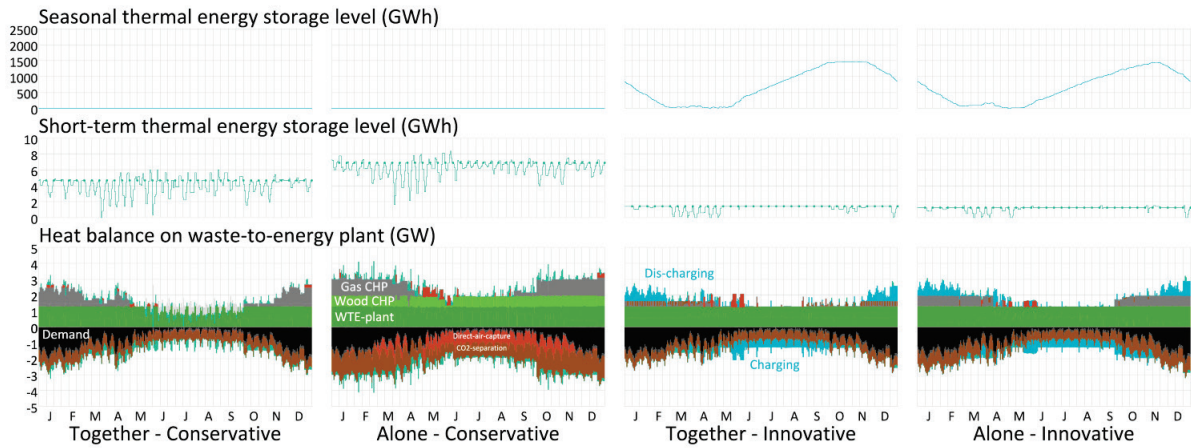 Seasonal thermal energy storage level (GWh)
2500
2000
1500
1000
500
0
Short-term thermal energy storage level (GWh)
10
8
6
4
2
0
Heat balance on waste-to-energy plant (GW)
5
4
3
2
1
0
-1
-2
-3
-4
-5
Demand
Gas CHP
Wood CHP
WTE-plant
Direct-air-capture
CO2-separation
Dis-charging
Charging
J F M A M J J A S O N D
J F M A M J J A S O N D
J F M A M J J A S O N D
J F M A M J J A S O N D
Together - Conservative
Alone - Conservative
Together - Innovative
Alone - Innovative